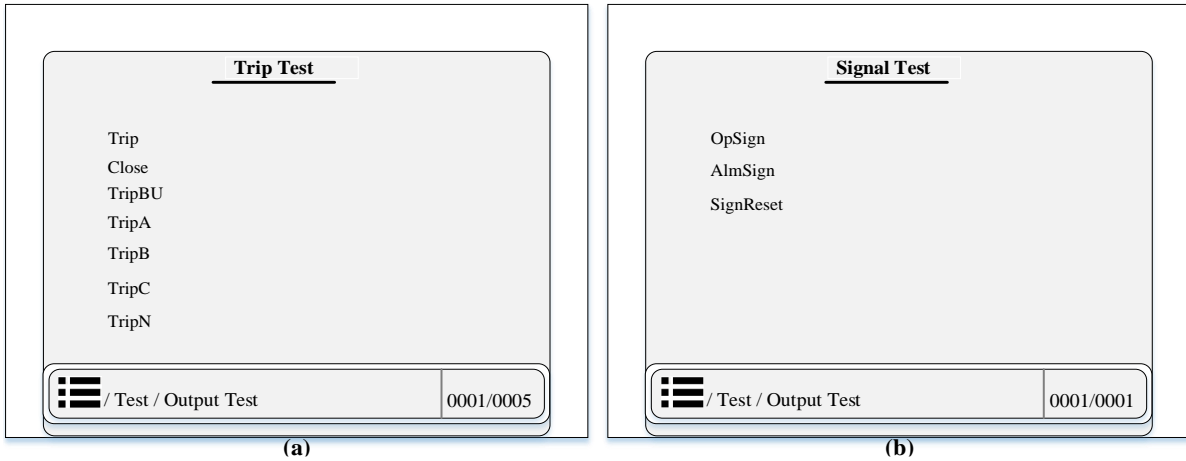 Trip Test
Trip
Close
TripBU
TripA
TripB
TripC
TripN
/ Test / Output Test 0001/0005
(a)
Signal Test
OpSign
AlmSign
SignReset
/ Test / Output Test 0001/0001
(b)